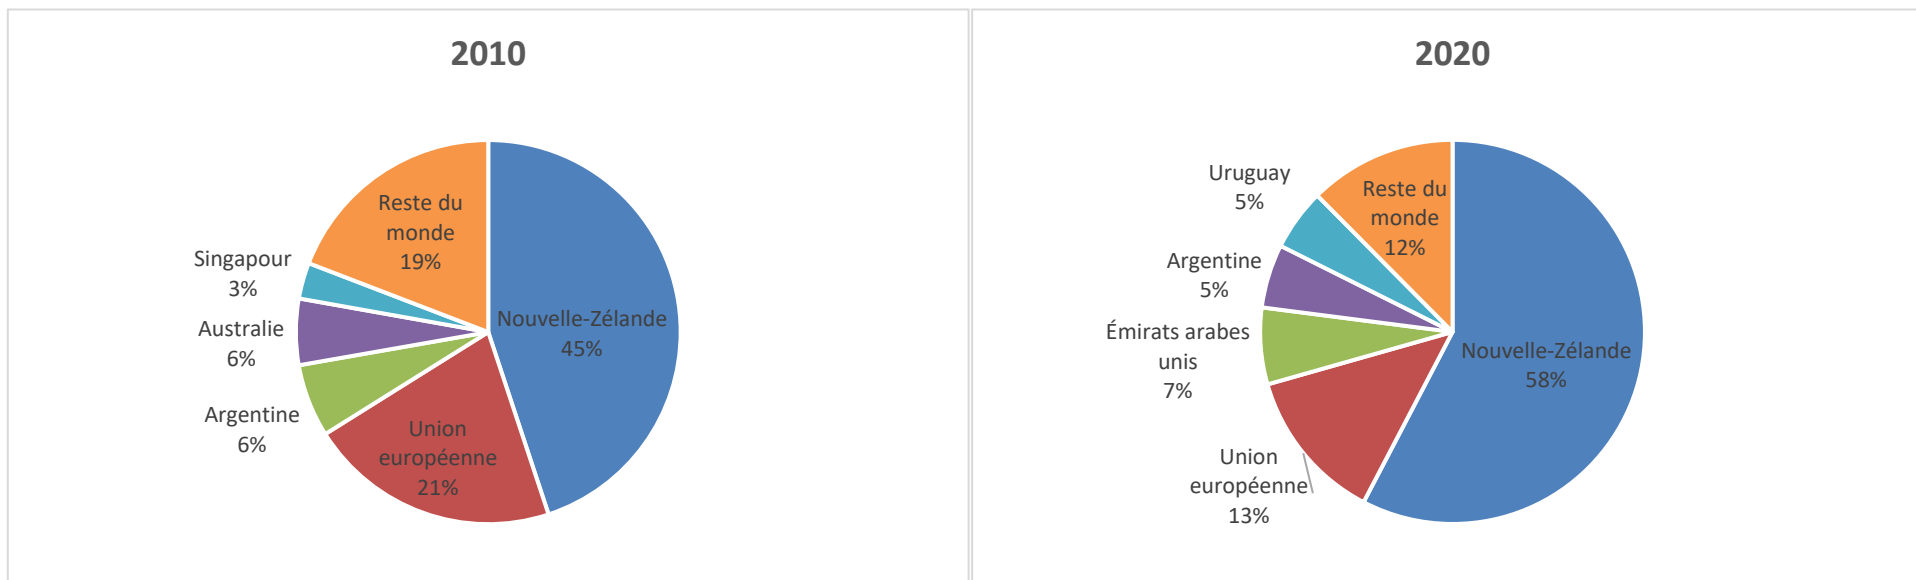 2010
Reste du
monde
19%
Singapour
3%
Australie
6%
Argentine
6%
Union
européenne
21%
Nouvelle-Zélande
45%
2020
Uruguay
5%
Reste du
monde
12%
Argentine
5%
Émirats arabes
unis
7%
Union
européenne
13%
Nouvelle-Zélande
58%